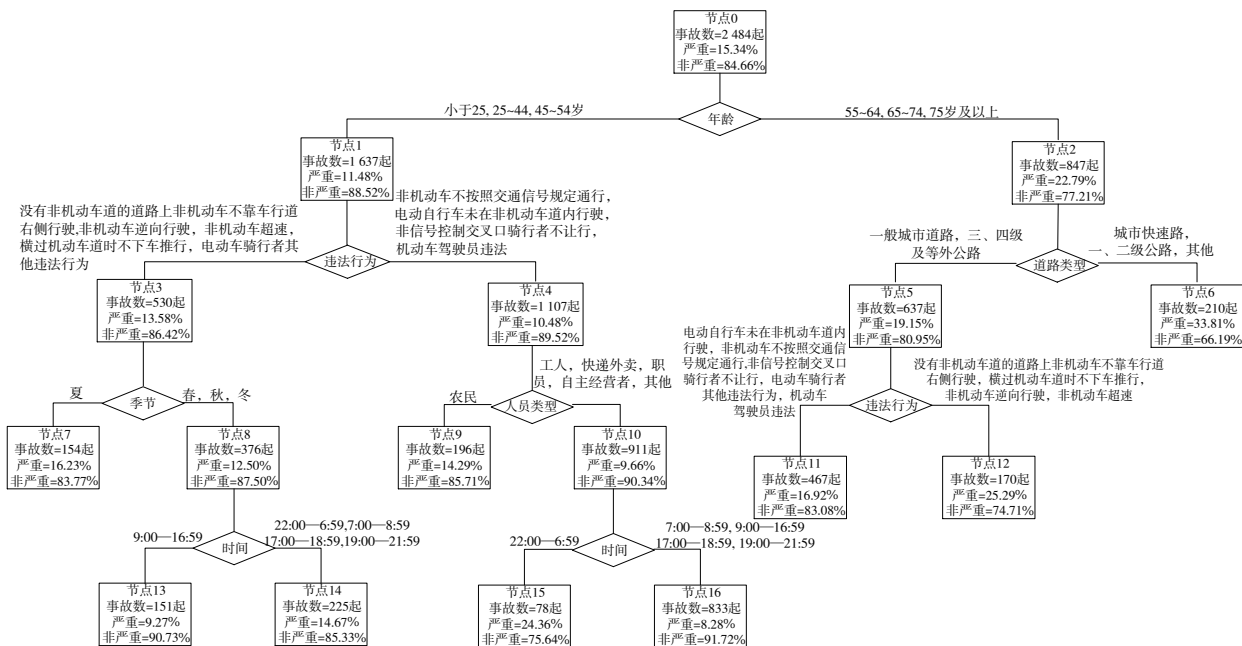 节点0
事故数=2 484起
严重=15.34%
非严重=84.66%
小于25, 25~44, 45~54岁
年龄
55~64, 65~74, 75岁及以上
节点1
事故数=1 637起
严重=11.48%
非严重=88.52%
节点2
事故数=847起
严重=22.79%
非严重=77.21%
没有非机动车道的道路上非机动车不靠车行道
右侧行驶,非机动车逆向行驶，非机动车超速，
横过机动车道时不下车推行，电动车骑行者其
他违法行为
非机动车不按照交通信号规定通行，
电动自行车未在非机动车道内行驶，
非信号控制交叉口骑行者不让行，
机动车驾驶员违法
违法行为
一般城市道路，三、四级
及等外公路
道路类型
城市快速路，
一、二级公路，其他
节点3
事故数=530起
严重=13.58%
非严重=86.42%
节点4
事故数=1 107起
严重=10.48%
非严重=89.52%
节点5
事故数=637起
严重=19.15%
非严重=80.95%
节点6
事故数=210起
严重=33.81%
非严重=66.19%
夏
季节
春，秋，冬
农民
人员类型
工人，快递外卖，职
员，自主经营者，其他
电动自行车未在非机动车道内
行驶，非机动车不按照交通信
号规定通行,非信号控制交叉口
骑行者不让行，电动车骑行者
其他违法行为，机动车
驾驶员违法
违法行为
没有非机动车道的道路上非机动车不靠车行道
右侧行驶，横过机动车道时不下车推行，
非机动车逆向行驶，非机动车超速
节点7
事故数=154起
严重=16.23%
非严重=83.77%
节点8
事故数=376起
严重=12.50%
非严重=87.50%
节点9
事故数=196起
严重=14.29%
非严重=85.71%
节点10
事故数=911起
严重=9.66%
非严重=90.34%
节点11
事故数=467起
严重=16.92%
非严重=83.08%
节点12
事故数=170起
严重=25.29%
非严重=74.71%
9:00—16:59
时间
22:00—6:59,7:00—8:59
17:00—18:59,19:00—21:59
22:00—6:59
时间
7:00—8:59, 9:00—16:59
17:00—18:59, 19:00—21:59
节点13
事故数=151起
严重=9.27%
非严重=90.73%
节点14
事故数=225起
严重=14.67%
非严重=85.33%
节点15
事故数=78起
严重=24.36%
非严重=75.64%
节点16
事故数=833起
严重=8.28%
非严重=91.72%